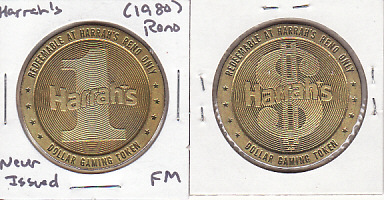 Harrah's (1980)
Reno
REDEEMABLE AT HARRAH'S RENO ONLY
1
Harrah's
DOLLAR GAMING TOKEN
Never
Issued FM
REDEEMABLE AT HARRAH'S RENO ONLY
$
Harrah's
DOLLAR GAMING TOKEN